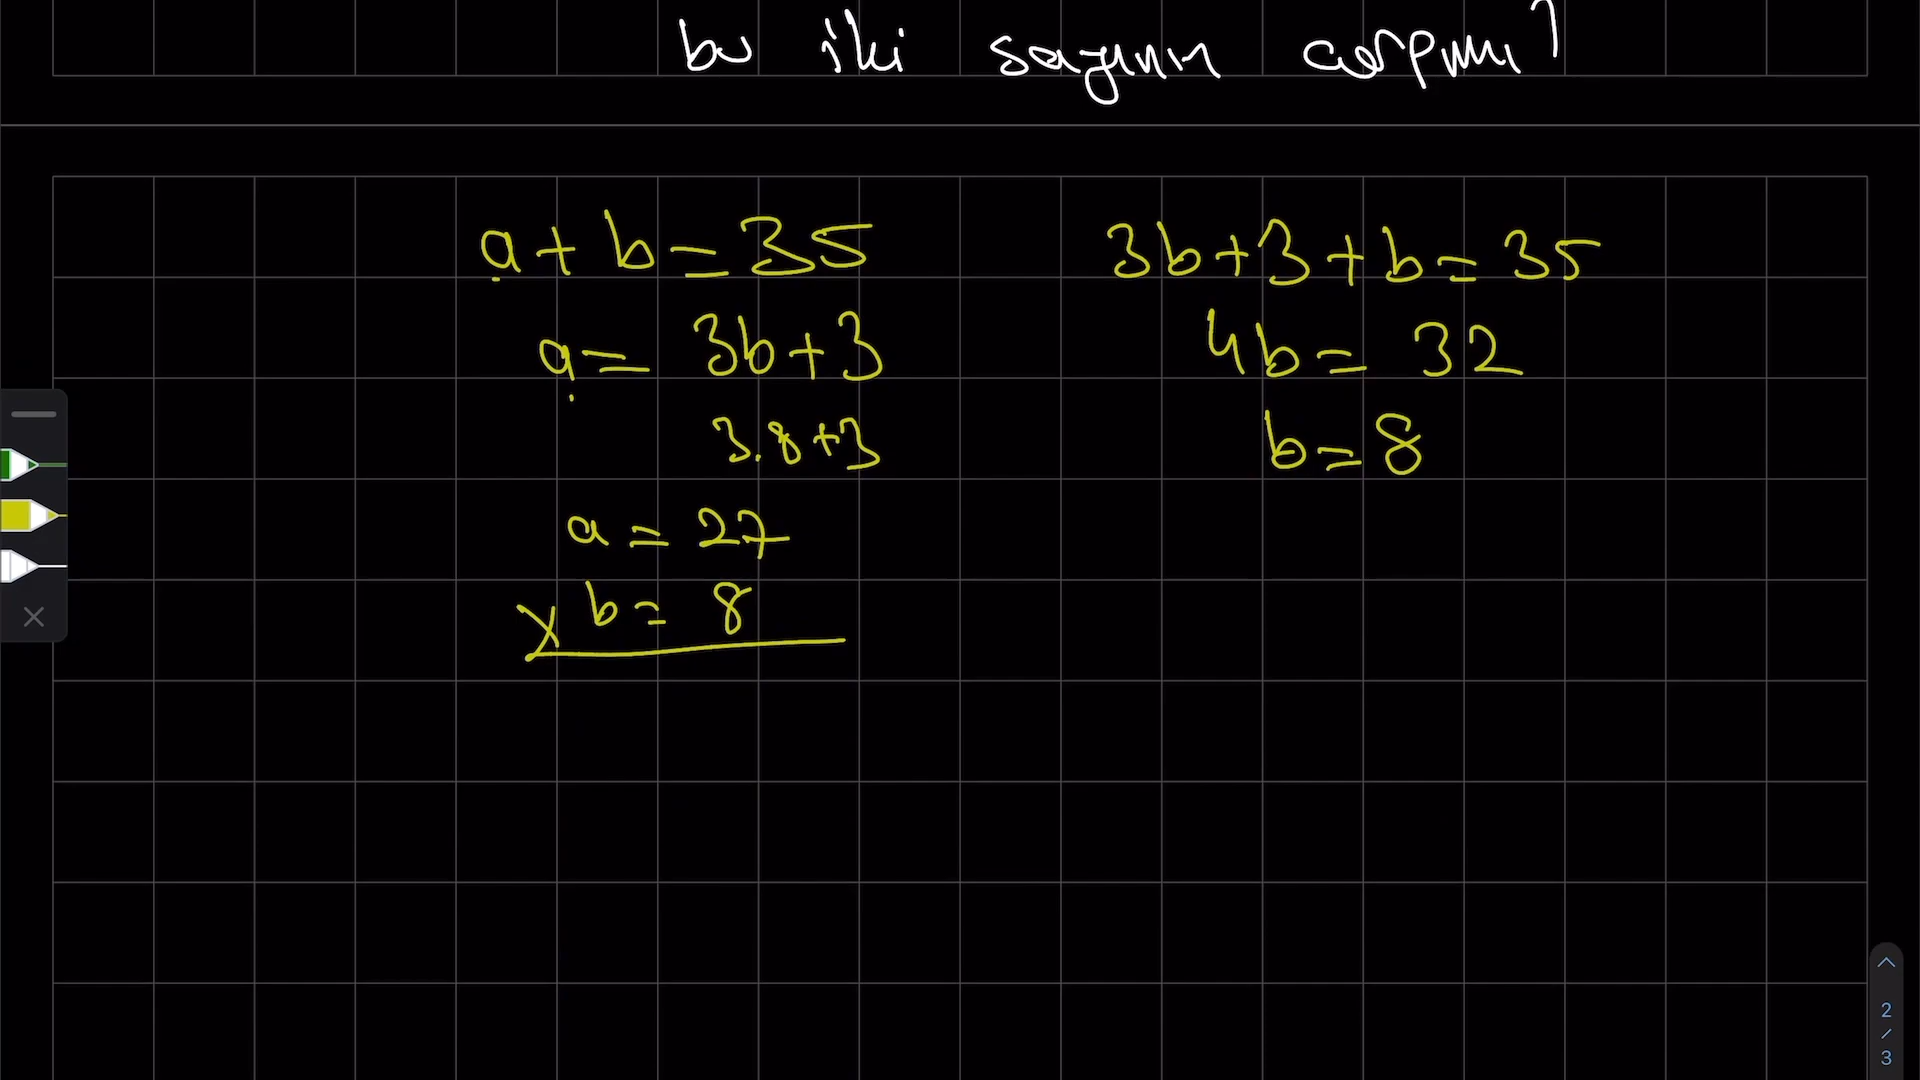 bu iki sayının çarpımı?
a + b = 35
a = 3b + 3
3.8 + 3
a = 27
x b = 8
3b + 3 + b = 35
4b = 32
b = 8
2
/
3